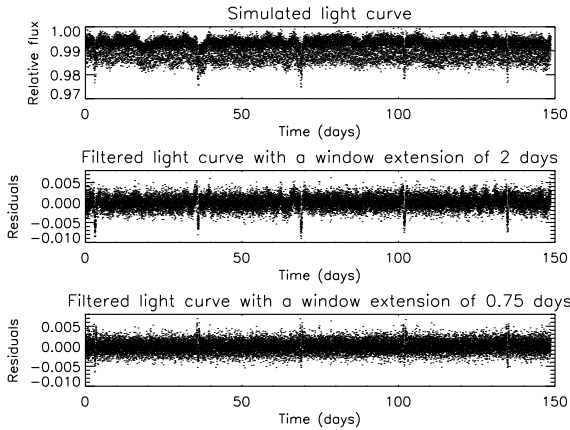 Simulated light curve
Relative flux
1.00
0.99
0.98
0.97
0 50 100 150
Time (days)
Filtered light curve with a window extension of 2 days
Residuals
0.005
0.000
−0.005
−0.010
0 50 100 150
Time (days)
Filtered light curve with a window extension of 0.75 days
Residuals
0.005
0.000
−0.005
−0.010
0 50 100 150
Time (days)